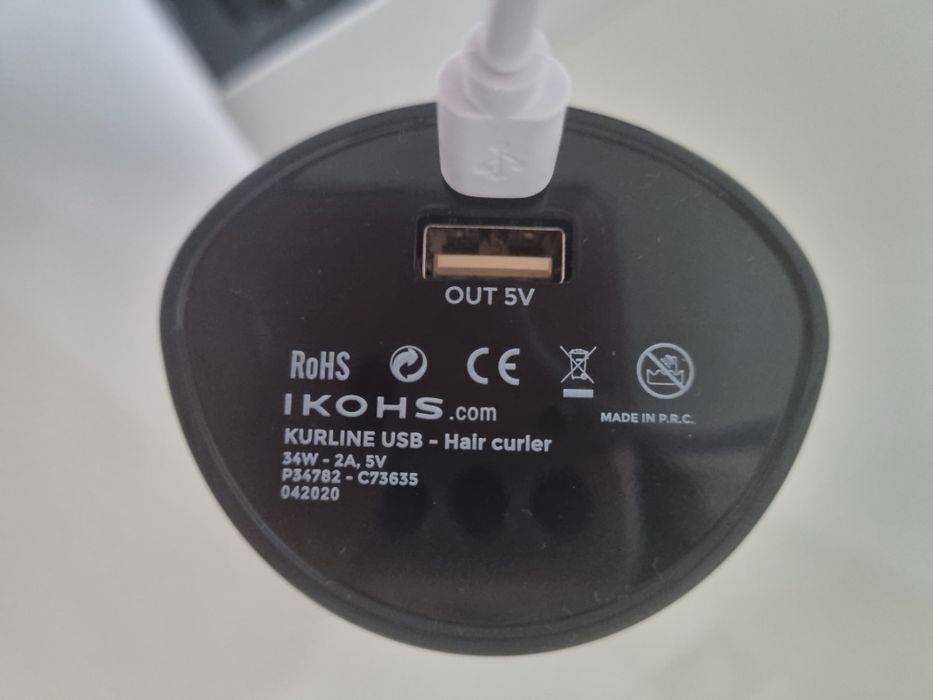 OUT 5V
RoHS CE
IKOHS.com
MADE IN P.R.C.
KURLINE USB - Hair curler
34W - 2A, 5V
P34782 - C73635
042020